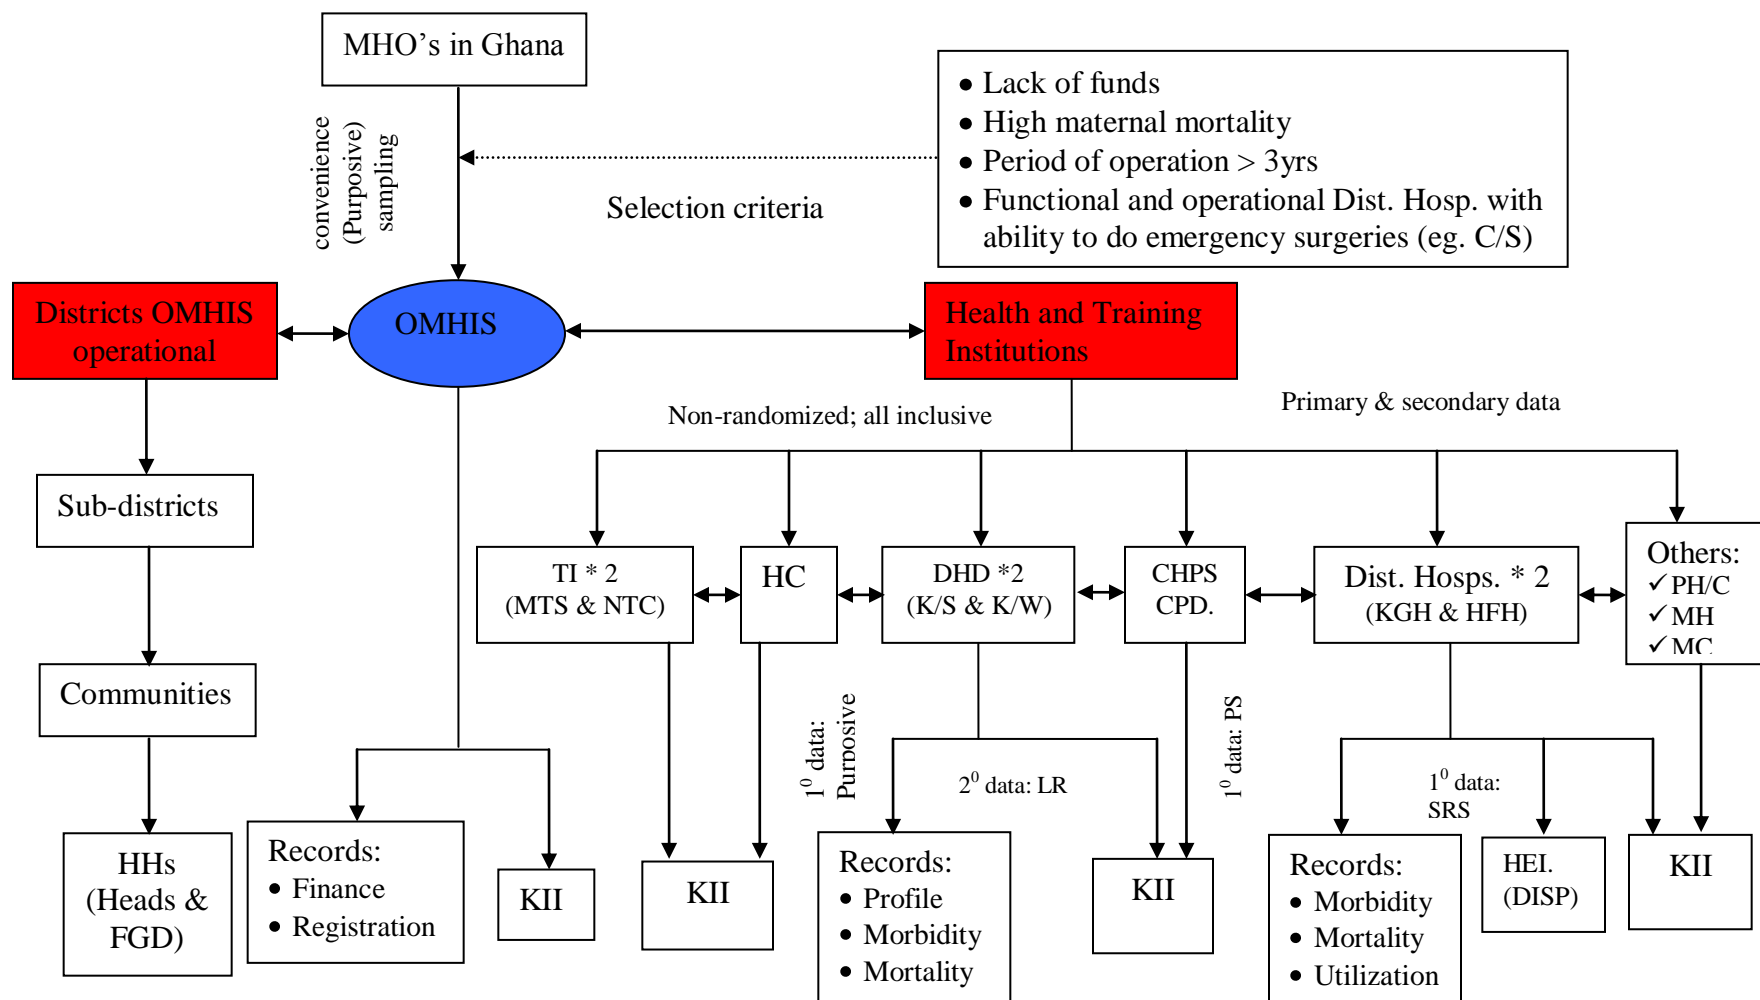 MHO’s in Ghana
• Lack of funds
• High maternal mortality
• Period of operation > 3yrs
• Functional and operational Dist. Hosp. with
ability to do emergency surgeries (eg. C/S)
convenience
(Purposive)
sampling
Selection criteria
Districts OMHIS
operational
OMHIS
Health and Training
Institutions
Non-randomized; all inclusive
Primary & secondary data
Sub-districts
TI * 2
(MTS & NTC)
HC
DHD *2
(K/S & K/W)
CHPS
CPD.
Dist. Hosps. * 2
(KGH & HFH)
Others:
✓ PH/C
✓ MH
✓ MC
Communities
1⁰ data:
Purposive
2⁰ data: LR
1⁰ data: PS
1⁰ data:
SRS
HHs
(Heads &
FGD)
Records:
• Finance
• Registration
KII
KII
Records:
• Profile
• Morbidity
• Mortality
KII
Records:
• Morbidity
• Mortality
• Utilization
HEI.
(DISP)
KII